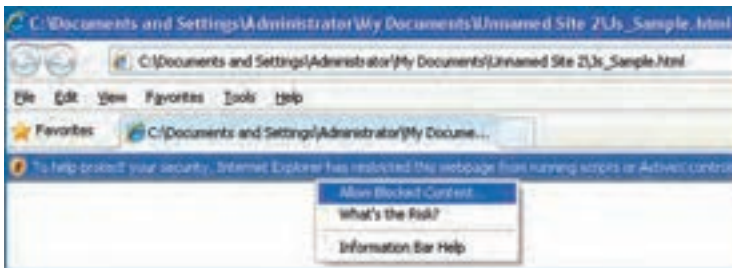 C:\Documents and Settings\Administrator\My Documents\Unnamed Site 2\Js_Sample.html
C:\Documents and Settings\Administrator\My Documents\Unnamed Site 2\Js_Sample.html
File Edit View Favorites Tools Help
Favorites C:\Documents and Settings\Administrator\My Docume...
To help protect your security, Internet Explorer has restricted this webpage from running scripts or ActiveX controls
Allow Blocked Content...
What's the Risk?
Information Bar Help